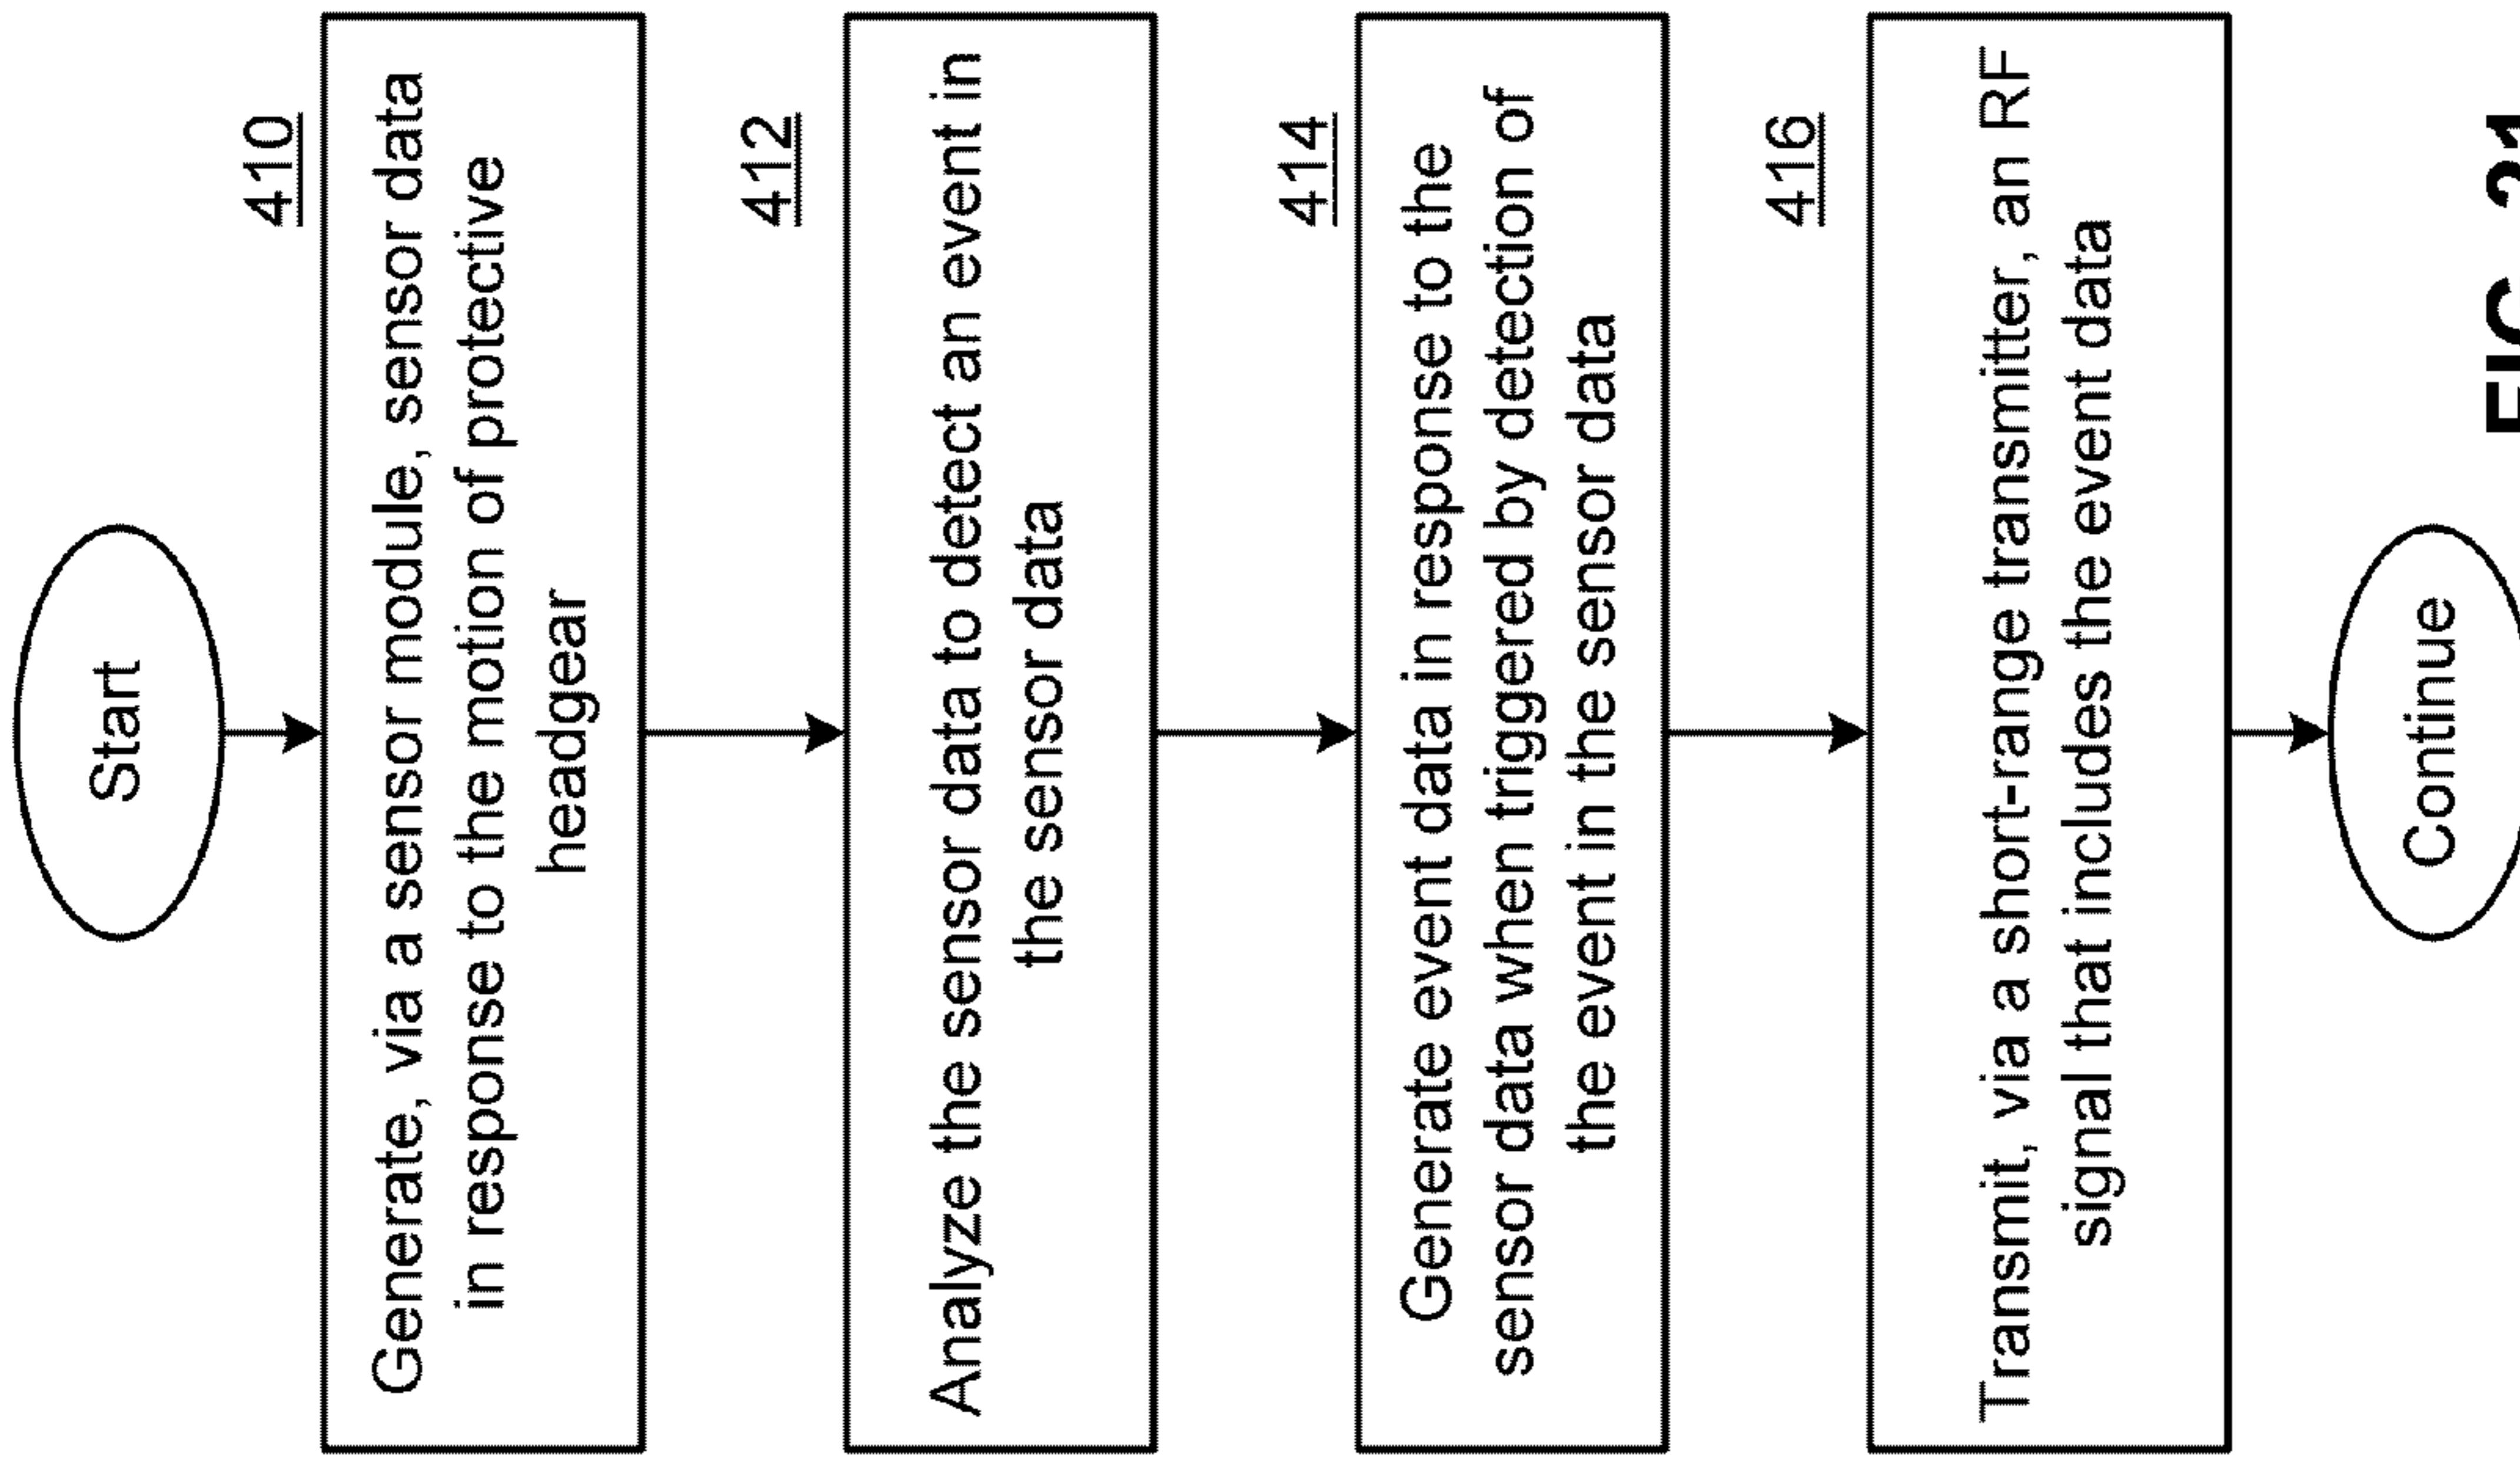 Start
410
Generate, via a sensor module, sensor data
in response to the motion of protective
headgear
412
Analyze the sensor data to detect an event in
the sensor data
414
Generate event data in response to the
sensor data when triggered by detection of
the event in the sensor data
416
Transmit, via a short-range transmitter, an RF
signal that includes the event data
Continue
FIG. 21